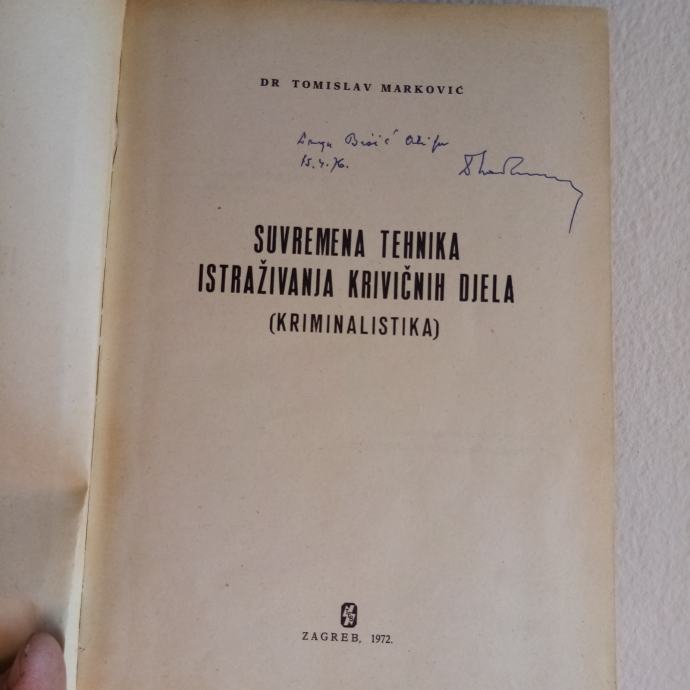 DR TOMISLAV MARKOVIĆ
15.4.76.
SUVREMENA TEHNIKA
ISTRAŽIVANJA KRIVIČNIH DJELA
(KRIMINALISTIKA)
ZAGREB, 1972.